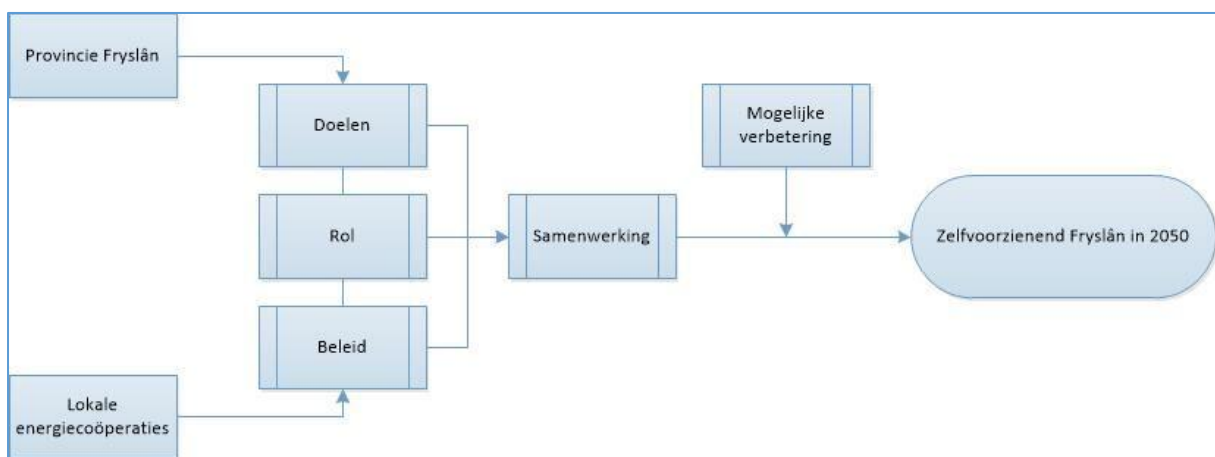 Provincie Fryslân
Doelen
Mogelijke
verbetering
Rol
Samenwerking
Zelfvoorzienend Fryslân in 2050
Beleid
Lokale
energiecoöperaties